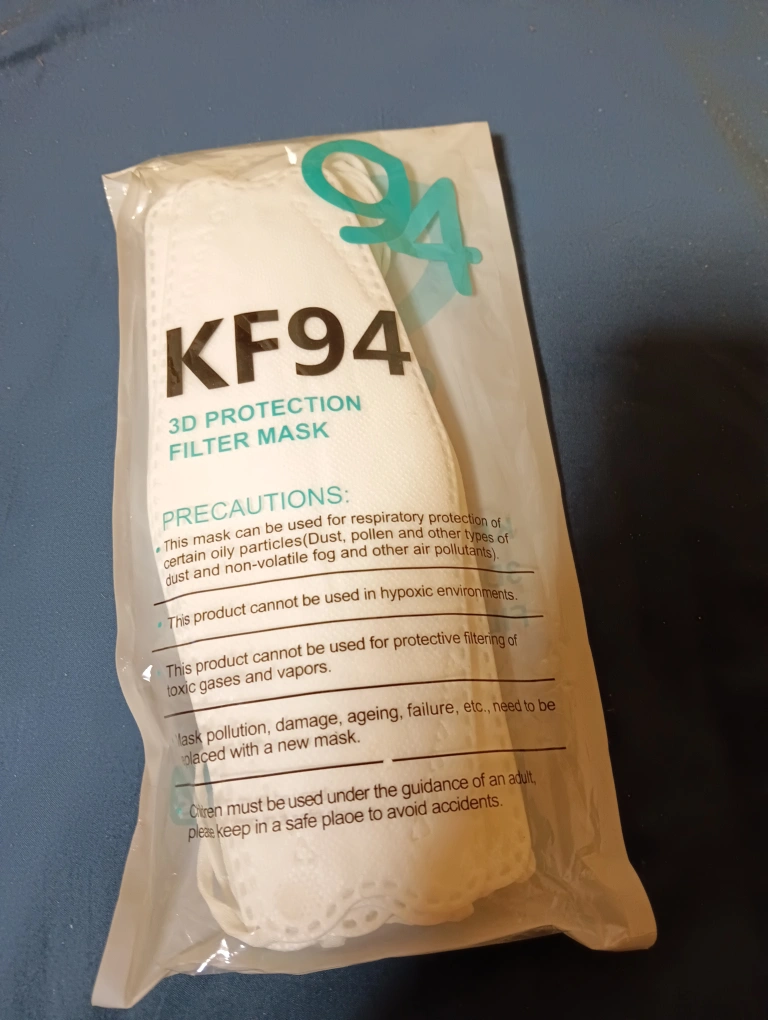 94
KF94
3D PROTECTION
FILTER MASK
PRECAUTIONS:
This mask can be used for respiratory protection of
certain oily particles(Dust, pollen and other types of
dust and non-volatile fog and other air pollutants).
This product cannot be used in hypoxic environments.
This product cannot be used for protective filtering of
toxic gases and vapors.
Mask pollution, damage, ageing, failure, etc., need to be
placed with a new mask.
must be used under the guidance of an adult,
keep in a safe plaoe to avoid accidents.